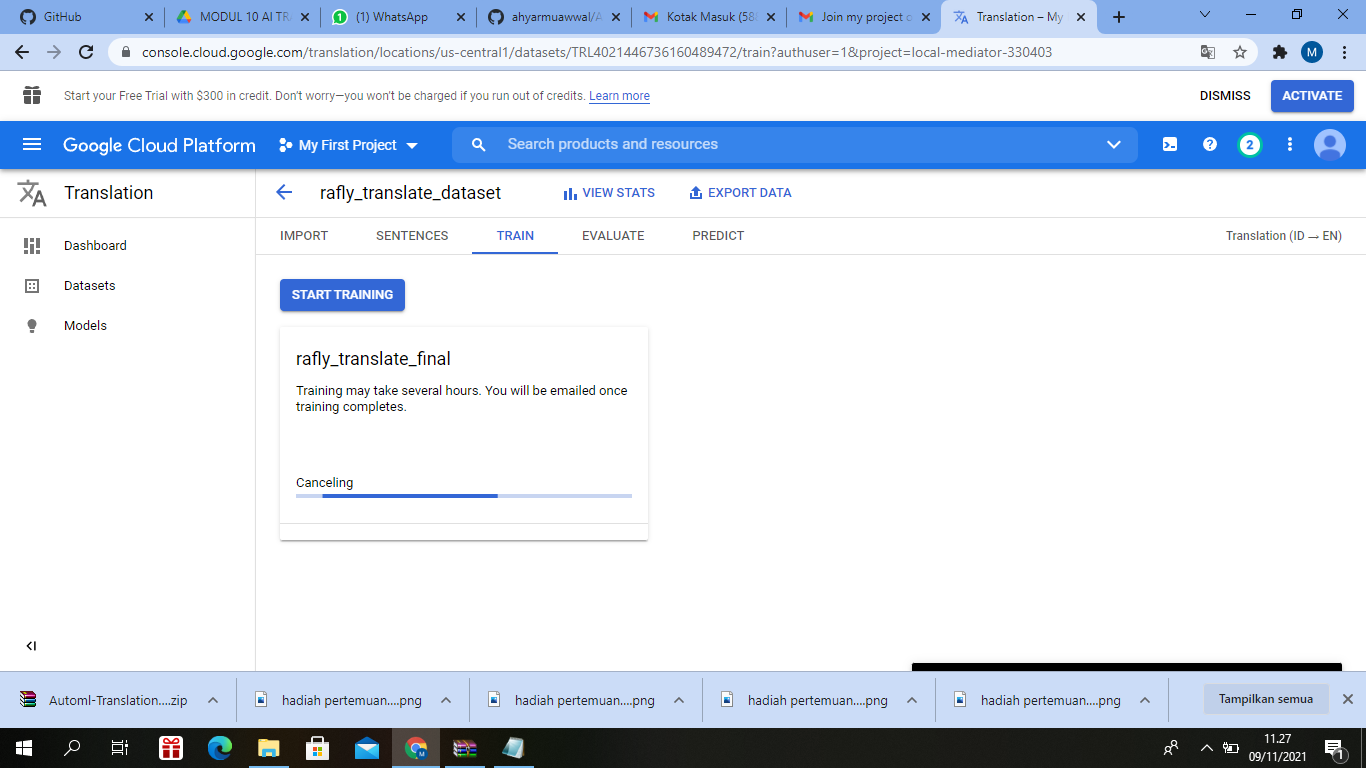 GitHub
MODUL 10 AI TRA
(1) WhatsApp
ahyarmuawwal/A
Kotak Masuk (588
Join my project o
Translation – My
console.cloud.google.com/translation/locations/us-central1/datasets/TRL4021446736160489472/train?authuser=1&project=local-mediator-330403
M
Start your Free Trial with $300 in credit. Don't worry—you won't be charged if you run out of credits. Learn more
DISMISS
ACTIVATE
Google Cloud Platform
My First Project
Search products and resources
2
Translation
rafly_translate_dataset
VIEW STATS
EXPORT DATA
Dashboard
Datasets
Models
IMPORT
SENTENCES
TRAIN
EVALUATE
PREDICT
Translation (ID → EN)
START TRAINING
rafly_translate_final
Training may take several hours. You will be emailed once
training completes.
Canceling
Automl-Translation....zip
hadiah pertemuan....png
hadiah pertemuan....png
hadiah pertemuan....png
hadiah pertemuan....png
Tampilkan semua
11.27
09/11/2021
1